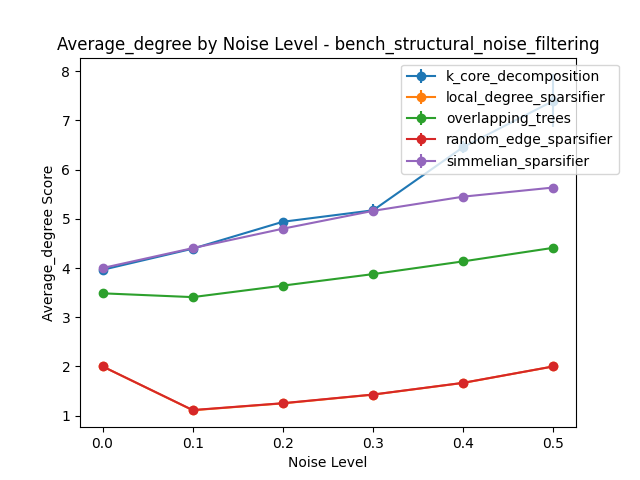 Average_degree by Noise Level - bench_structural_noise_filtering
k_core_decomposition
local_degree_sparsifier
overlapping_trees
random_edge_sparsifier
simmelian_sparsifier
Average_degree Score
8
7
6
5
4
3
2
1
0.0 0.1 0.2 0.3 0.4 0.5
Noise Level